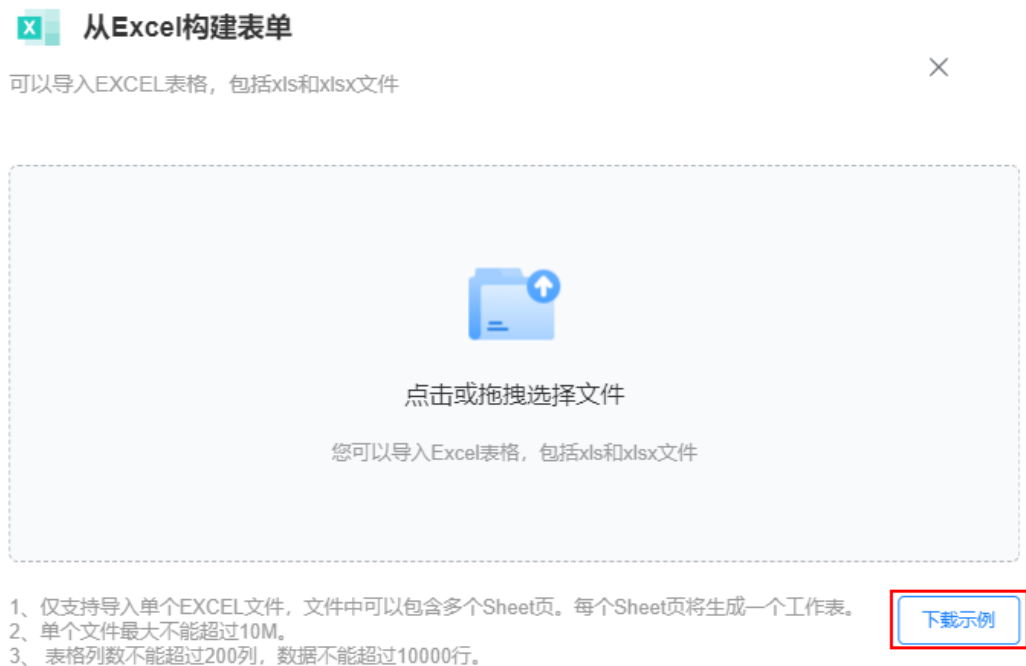 X
从Excel构建表单
可以导入EXCEL表格，包括xls和xlsx文件
点击或拖拽选择文件
您可以导入Excel表格，包括xls和xlsx文件
1、仅支持导入单个EXCEL文件，文件中可以包含多个Sheet页。每个Sheet页将生成一个工作表。
2、单个文件最大不能超过10M。
3、 表格列数不能超过200列，数据不能超过10000行。
下载示例